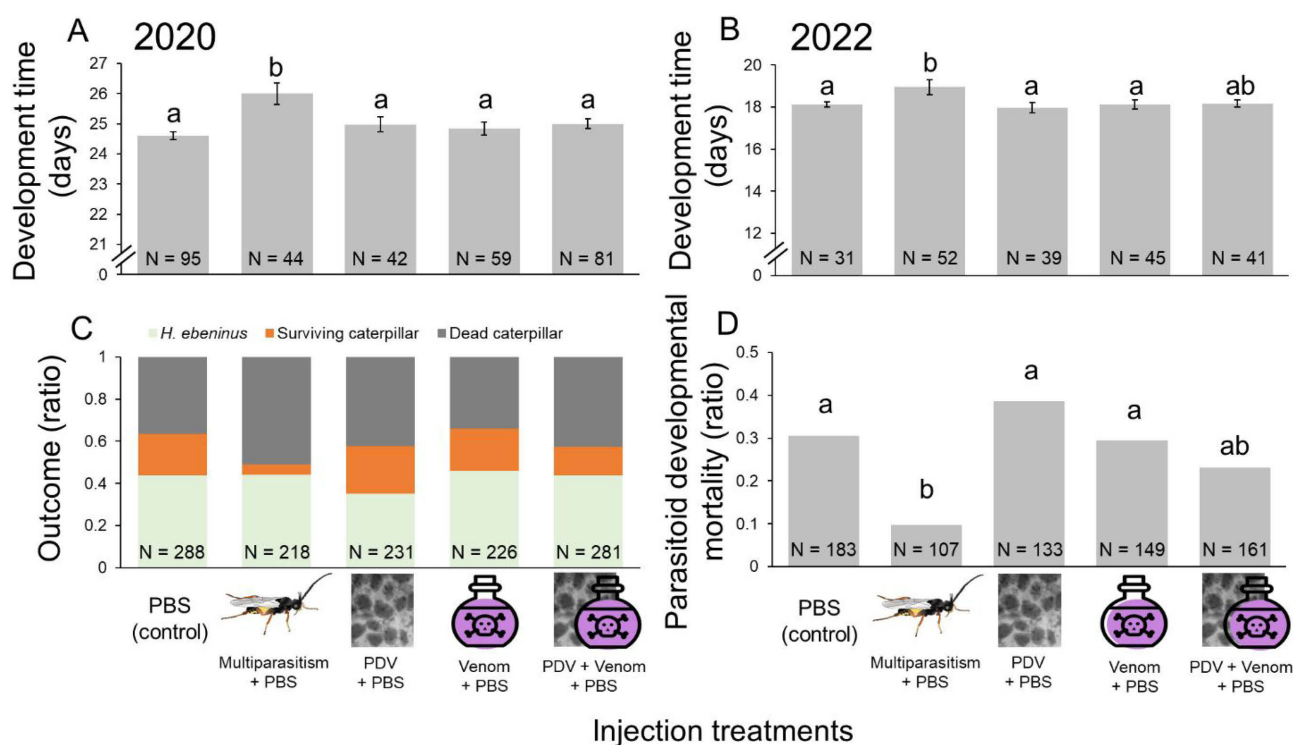 A 2020
Development time
(days)
27
26
25
24
23
22
21
0
a
b
a
a
a
N = 95
N = 44
N = 42
N = 59
N = 81
B 2022
Development time
(days)
20
18
16
14
12
0
a
b
a
a
ab
N = 31
N = 52
N = 39
N = 45
N = 41
C
H. ebeninus
Surviving caterpillar
Dead caterpillar
Outcome (ratio)
1
0.8
0.6
0.4
0.2
0
N = 288
N = 218
N = 231
N = 226
N = 281
PBS
(control)
Multiparasitism
+ PBS
PDV
+ PBS
Venom
+ PBS
PDV + Venom
+ PBS
D
Parasitoid developmental
mortality (ratio)
0.5
0.4
0.3
0.2
0.1
0
a
b
a
a
ab
N = 183
N = 107
N = 133
N = 149
N = 161
PBS
(control)
Multiparasitism
+ PBS
PDV
+ PBS
Venom
+ PBS
PDV + Venom
+ PBS
Injection treatments